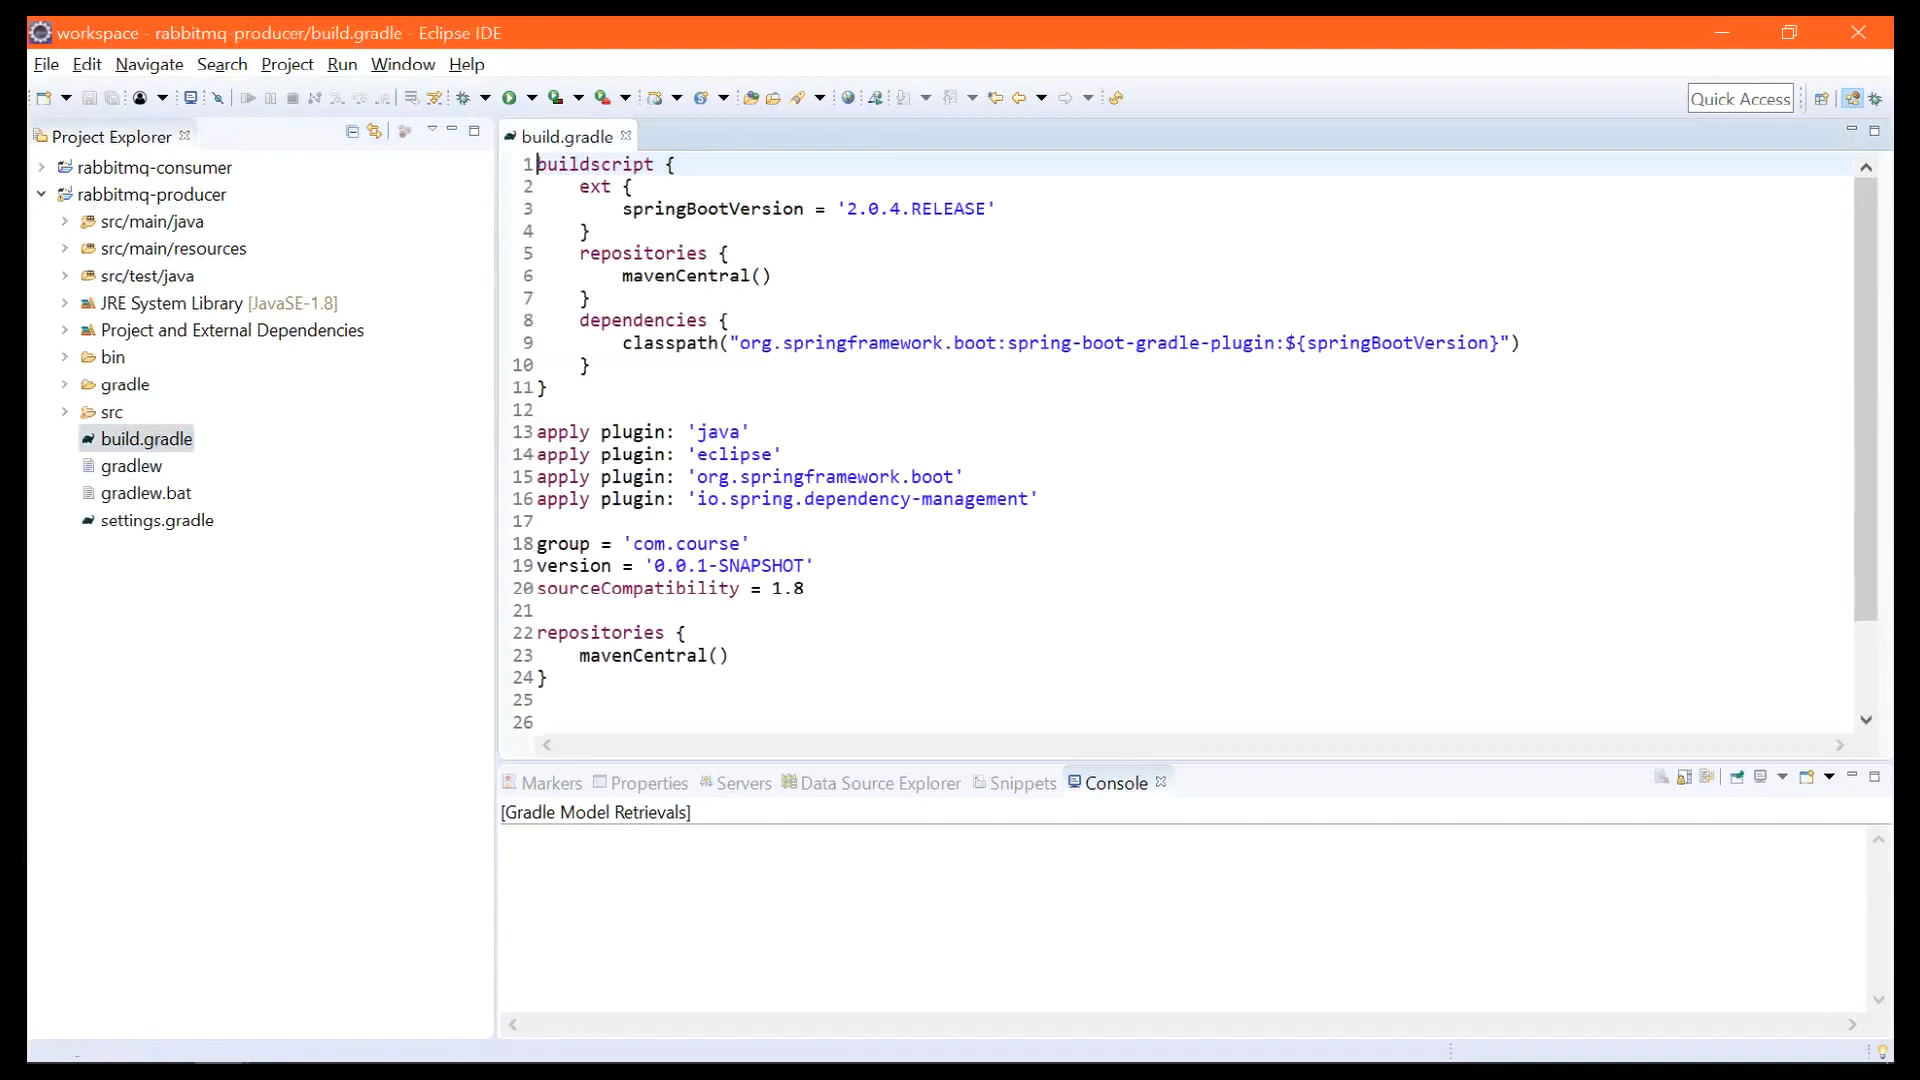 workspace - rabbitmq-producer/build.gradle - Eclipse IDE
File Edit Navigate Search Project Run Window Help
Quick Access
Project Explorer
rabbitmq-consumer
rabbitmq-producer
src/main/java
src/main/resources
src/test/java
JRE System Library [JavaSE-1.8]
Project and External Dependencies
bin
gradle
src
build.gradle
gradlew
gradlew.bat
settings.gradle
build.gradle
1 buildscript {
2     ext {
3         springBootVersion = '2.0.4.RELEASE'
4     }
5     repositories {
6         mavenCentral()
7     }
8     dependencies {
9         classpath("org.springframework.boot:spring-boot-gradle-plugin:${springBootVersion}")
10     }
11 }
12
13 apply plugin: 'java'
14 apply plugin: 'eclipse'
15 apply plugin: 'org.springframework.boot'
16 apply plugin: 'io.spring.dependency-management'
17
18 group = 'com.course'
19 version = '0.0.1-SNAPSHOT'
20 sourceCompatibility = 1.8
21
22 repositories {
23     mavenCentral()
24 }
25
26
Markers Properties Servers Data Source Explorer Snippets Console
[Gradle Model Retrievals]